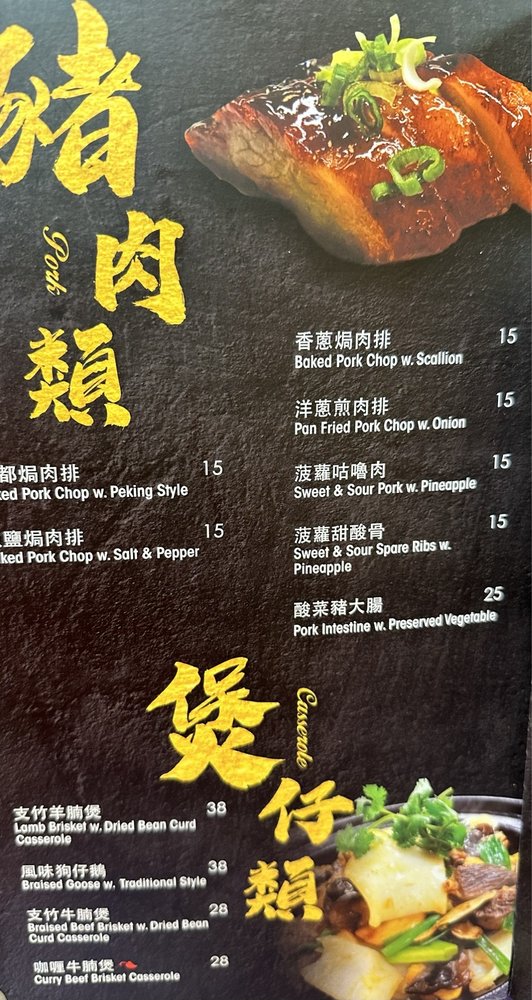 豬肉類
Pork
香蔥焗肉排 15
Baked Pork Chop w. Scallion
洋蔥煎肉排 15
Pan Fried Pork Chop w. Onion
菠蘿咕嚕肉 15
Sweet & Sour Pork w. Pineapple
菠蘿甜酸骨 15
Sweet & Sour Spare Ribs w.
Pineapple
酸菜豬大腸 25
Pork Intestine w. Preserved Vegetable
都焗肉排 15
ked Pork Chop w. Peking Style
鹽焗肉排 15
ked Pork Chop w. Salt & Pepper
煲仔類
Casserole
支竹羊腩煲 38
Lamb Brisket w. Dried Bean Curd
Casserole
風味狗仔鵝 38
Braised Goose w. Traditional Style
支竹牛腩煲 28
Braised Beef Brisket w. Dried Bean
Curd Casserole
咖喱牛腩煲 28
Curry Beef Brisket Casserole